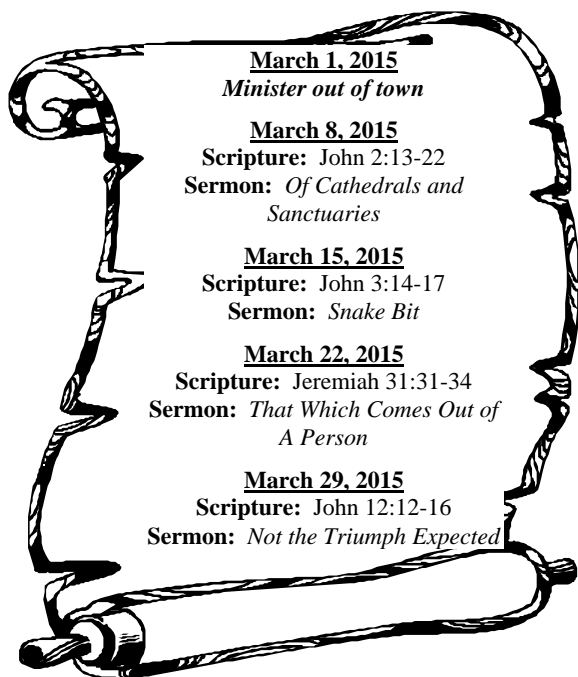 March 1, 2015
Minister out of town
March 8, 2015
Scripture: John 2:13-22
Sermon: Of Cathedrals and
Sanctuaries
March 15, 2015
Scripture: John 3:14-17
Sermon: Snake Bit
March 22, 2015
Scripture: Jeremiah 31:31-34
Sermon: That Which Comes Out of
A Person
March 29, 2015
Scripture: John 12:12-16
Sermon: Not the Triumph Expected